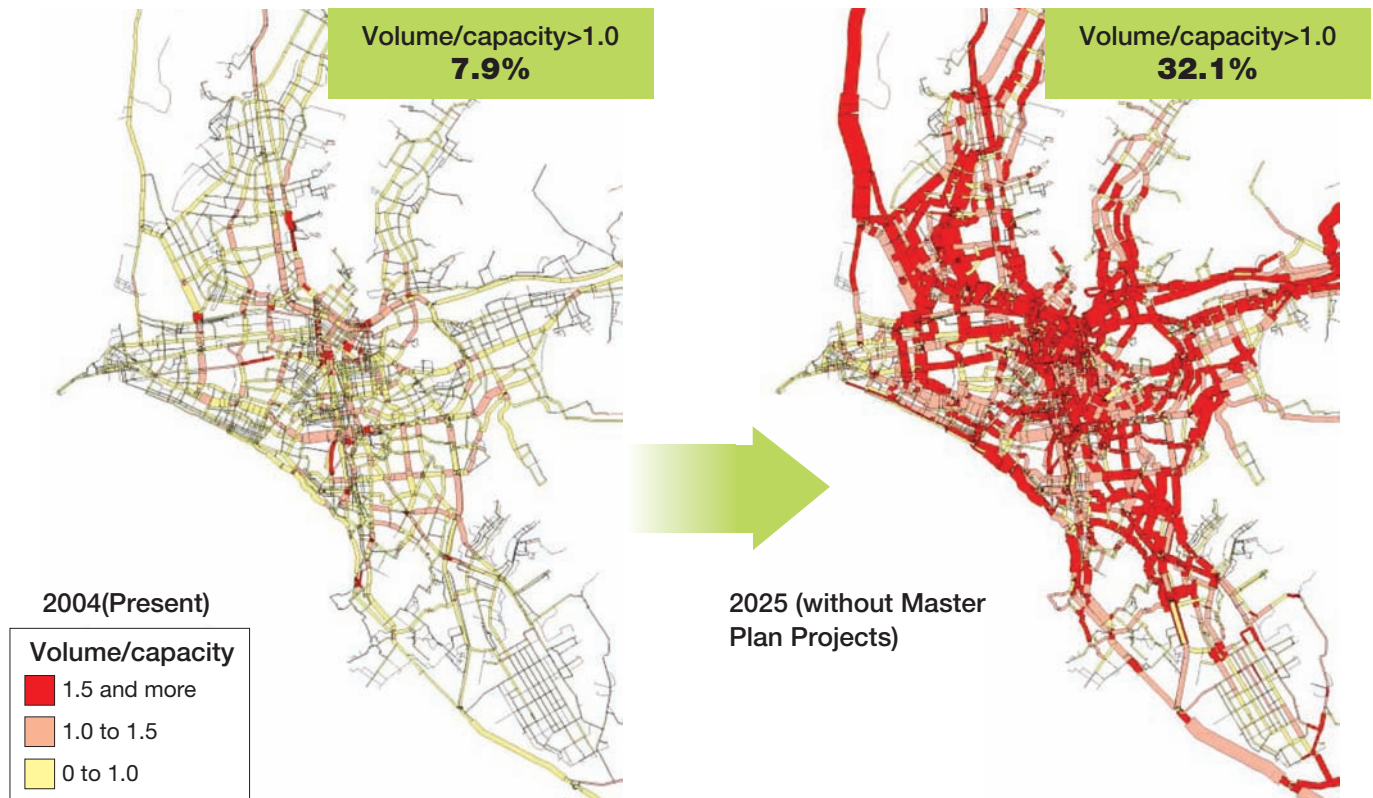 Volume/capacity>1.0
7.9%
Volume/capacity>1.0
32.1%
2004(Present)
Volume/capacity
1.5 and more
1.0 to 1.5
0 to 1.0
2025 (without Master
Plan Projects)